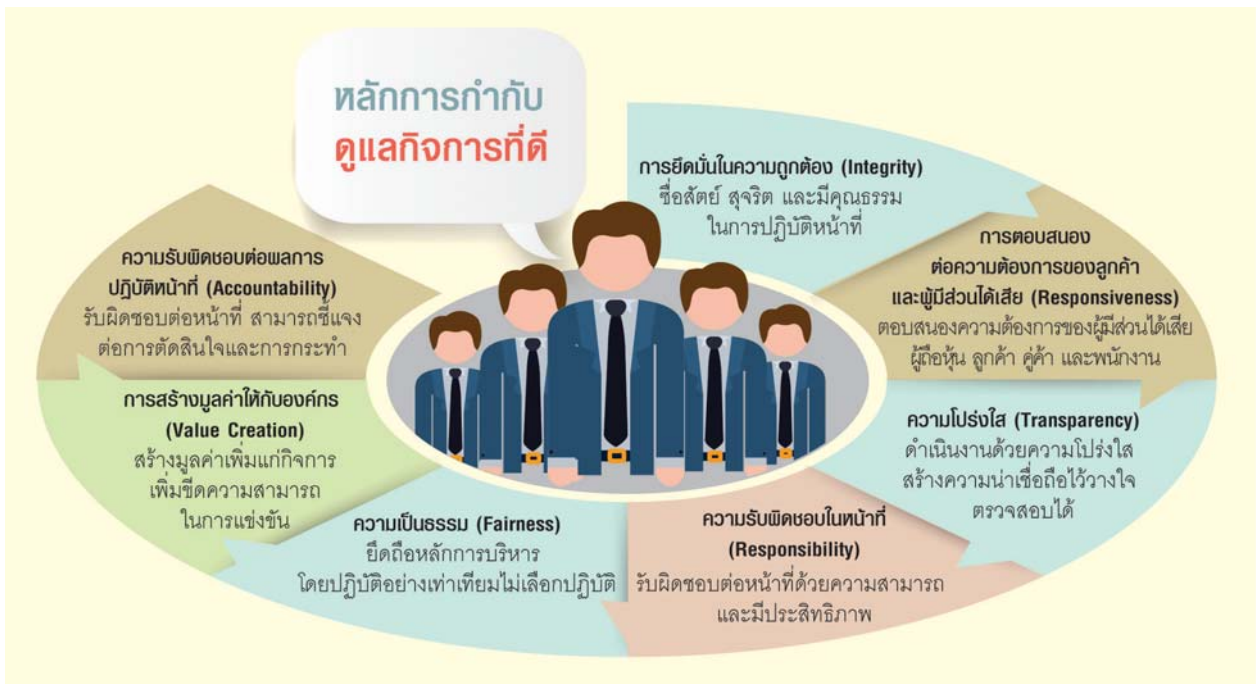 หลักการกำกับ
ดูแลกิจการที่ดี
การยึดมั่นในความถูกต้อง (Integrity)
ซื่อสัตย์ สุจริต และมีคุณธรรม
ในการปฏิบัติหน้าที่
การตอบสนอง
ต่อความต้องการของลูกค้า
และผู้มีส่วนได้เสีย (Responsiveness)
ตอบสนองความต้องการของผู้มีส่วนได้เสีย
ผู้ถือหุ้น ลูกค้า คู่ค้า และพนักงาน
ความโปร่งใส (Transparency)
ดำเนินงานด้วยความโปร่งใส
สร้างความน่าเชื่อถือไว้วางใจ
ตรวจสอบได้
ความรับผิดชอบในหน้าที่
(Responsibility)
รับผิดชอบต่อหน้าที่ด้วยความสามารถ
และมีประสิทธิภาพ
ความเป็นธรรม (Fairness)
ยึดถือหลักการบริหาร
โดยปฏิบัติอย่างเท่าเทียมไม่เลือกปฏิบัติ
การสร้างมูลค่าให้กับองค์กร
(Value Creation)
สร้างมูลค่าเพิ่มแก่กิจการ
เพิ่มขีดความสามารถ
ในการแข่งขัน
ความรับผิดชอบต่อผลการ
ปฏิบัติหน้าที่ (Accountability)
รับผิดชอบต่อหน้าที่ สามารถชี้แจง
ต่อการตัดสินใจและการกระทำ